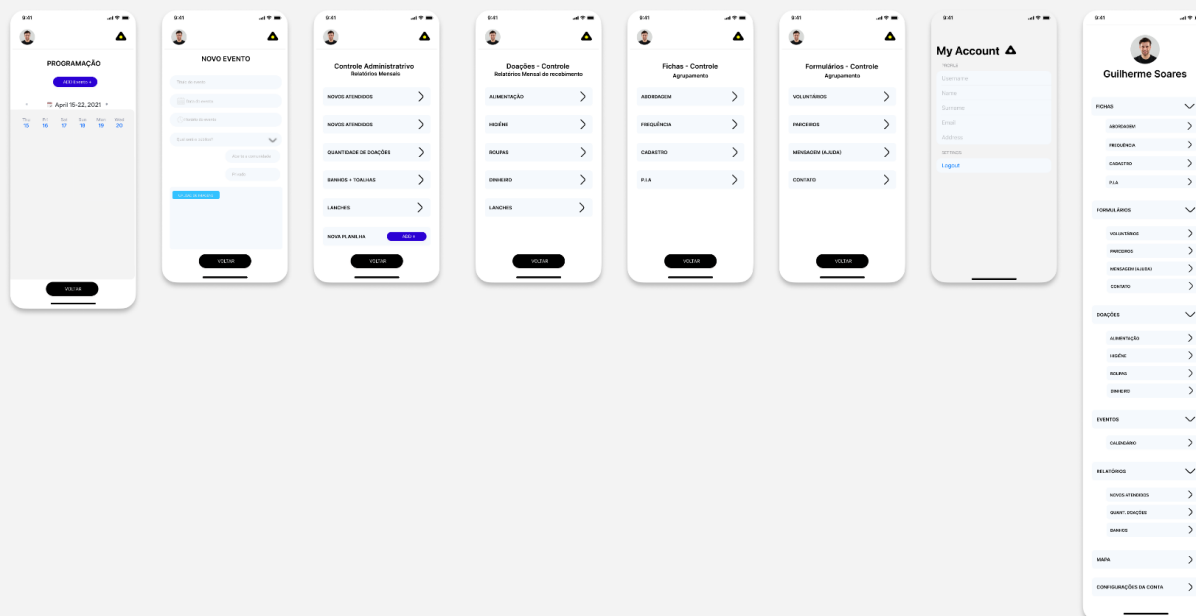 9:41
PROGRAMAÇÃO
ADD Evento +
April 15-22, 2021
Thu Fri Sat Sun Mon Wed
15 16 17 18 19 20
VOLTAR
9:41
NOVO EVENTO
VOLTAR
9:41
Controle Administrativo
Relatórios Mensais
NOVOS ATENDIDOS
NOVOS ATENDIDOS
QUANTIDADE DE DOAÇÕES
BANHOS + TOALHAS
LANCHES
NOVA PLANILHA
ADD +
VOLTAR
9:41
Doações - Controle
Relatórios Mensal de recebimento
ALIMENTAÇÃO
HIGIÊNE
ROUPAS
DINHEIRO
LANCHES
VOLTAR
9:41
Fichas - Controle
Agrupamento
ABORDAGEM
FREQUÊNCIA
CADASTRO
P.I.A
VOLTAR
9:41
Formulários - Controle
Agrupamento
VOLUNTÁRIOS
PARCEIROS
MENSAGEM (AJUDA)
CONTATO
VOLTAR
9:41
My Account
PROFILE
Username
Name
Surname
Email
Address
SETTINGS
Logout
9:41
Guilherme Soares
FICHAS
ABORDAGEM
FREQUÊNCIA
CADASTRO
P.I.A
FORMULÁRIOS
VOLUNTÁRIOS
PARCEIROS
MENSAGEM (AJUDA)
CONTATO
DOAÇÕES
ALIMENTAÇÃO
HIGIÊNE
ROUPAS
DINHEIRO
EVENTOS
CALENDÁRIO
RELATÓRIOS
NOVOS ATENDIDOS
QUANT. DOAÇÕES
BANHOS
MAPA
CONFIGURAÇÕES DA CONTA